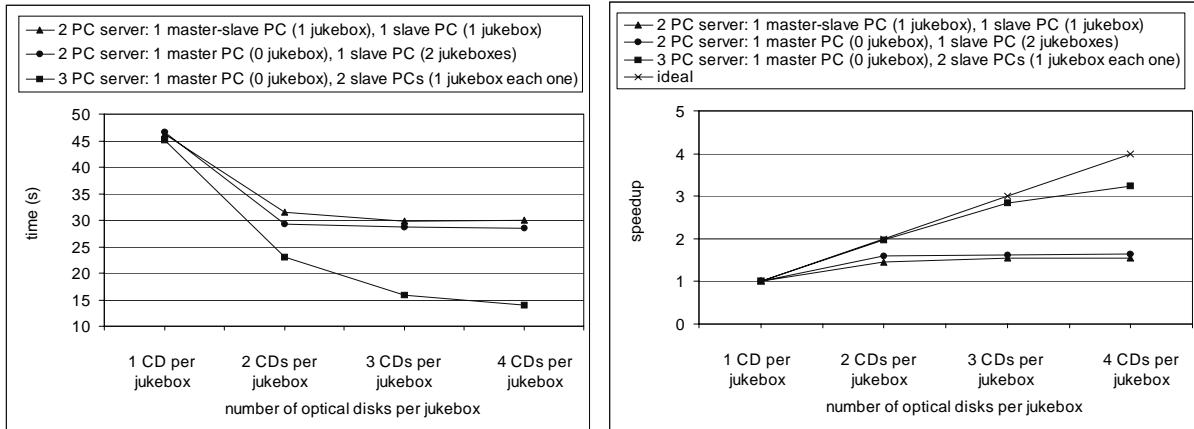 2 PC server: 1 master-slave PC (1 jukebox), 1 slave PC (1 jukebox)
2 PC server: 1 master PC (0 jukebox), 1 slave PC (2 jukeboxes)
3 PC server: 1 master PC (0 jukebox), 2 slave PCs (1 jukebox each one)
50
45
40
35
30
25
20
15
10
time (s)
1 CD per
jukebox
2 CDs per
jukebox
3 CDs per
jukebox
4 CDs per
jukebox
number of optical disks per jukebox
2 PC server: 1 master-slave PC (1 jukebox), 1 slave PC (1 jukebox)
2 PC server: 1 master PC (0 jukebox), 1 slave PC (2 jukeboxes)
3 PC server: 1 master PC (0 jukebox), 2 slave PCs (1 jukebox each one)
ideal
5
4
3
2
1
0
speedup
1 CD per
jukebox
2 CDs per
jukebox
3 CDs per
jukebox
4 CDs per
jukebox
number of optical disks per jukebox